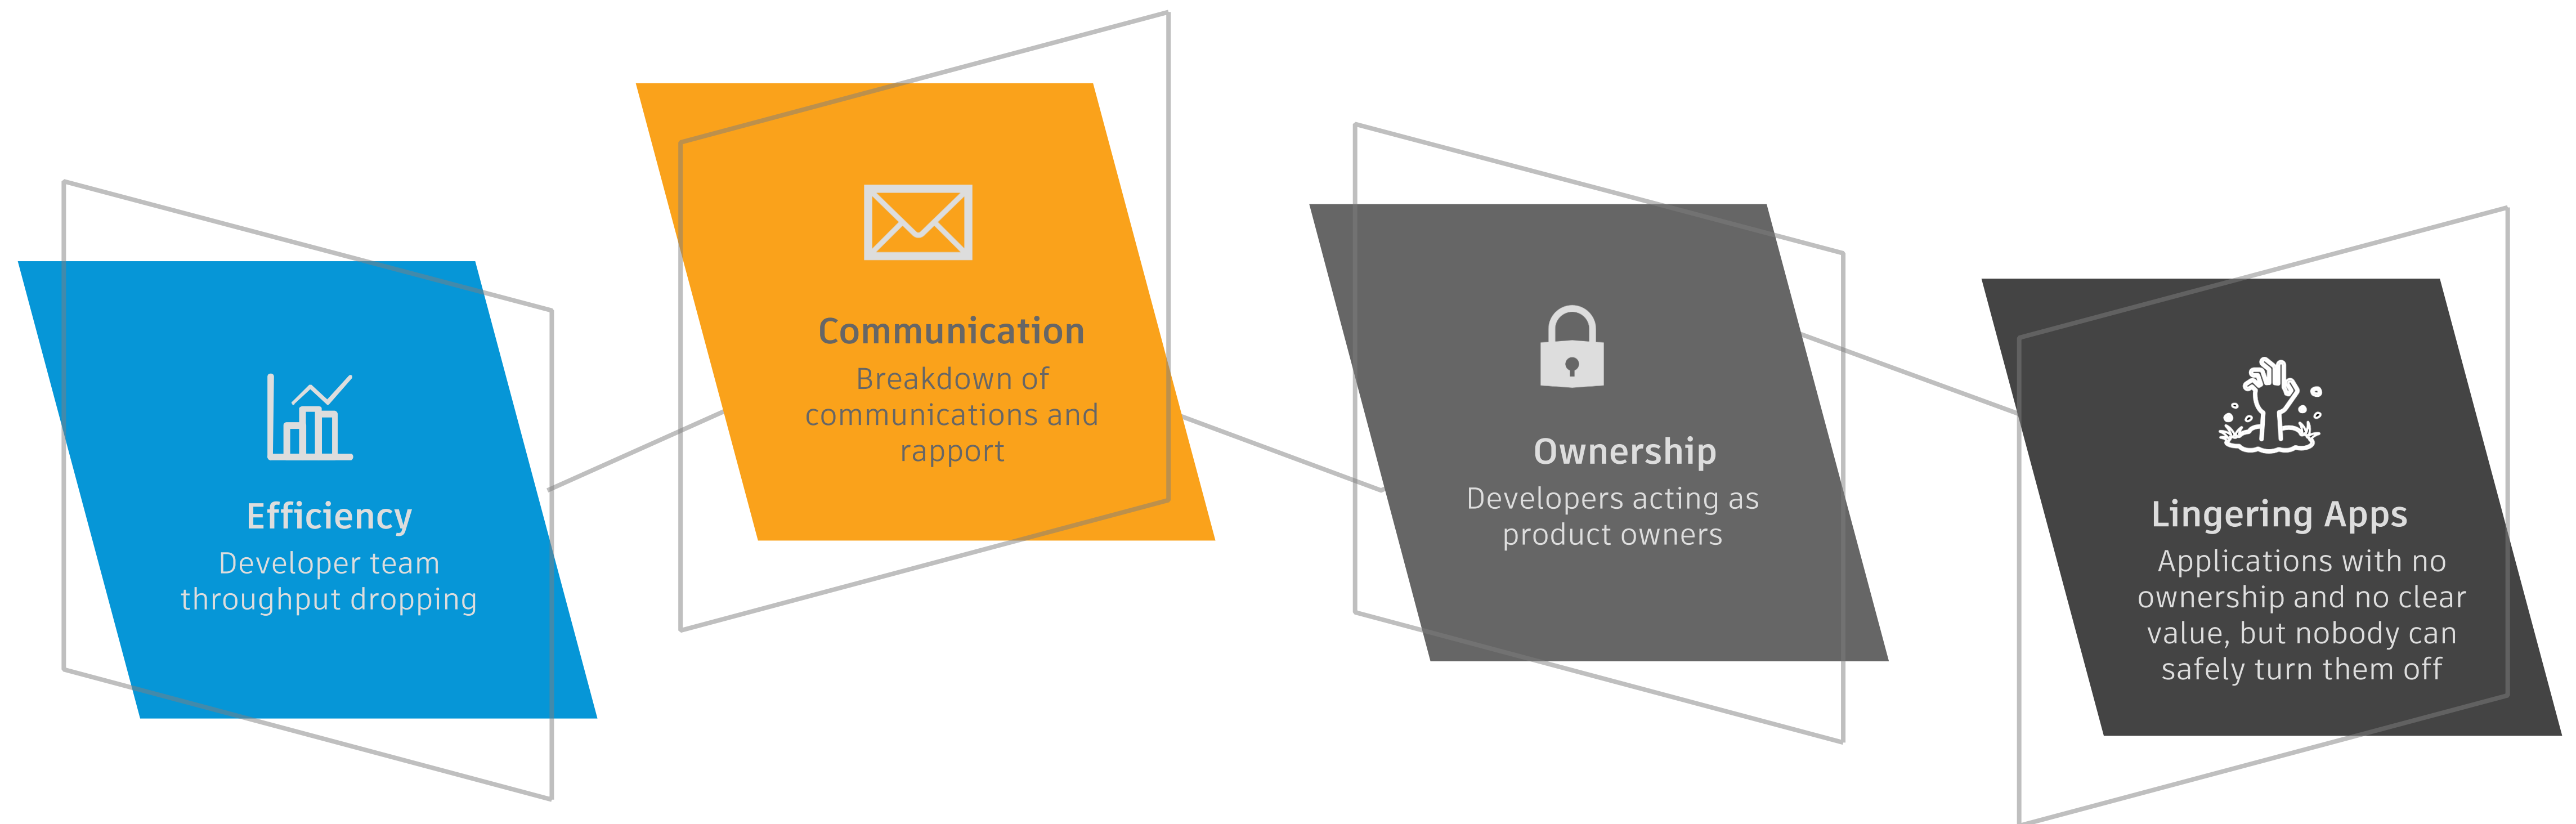 Efficiency
Developer team
throughput dropping
Communication
Breakdown of
communications and
rapport
Ownership
Developers acting as
product owners
Lingering Apps
Applications with no
ownership and no clear
value, but nobody can
safely turn them off